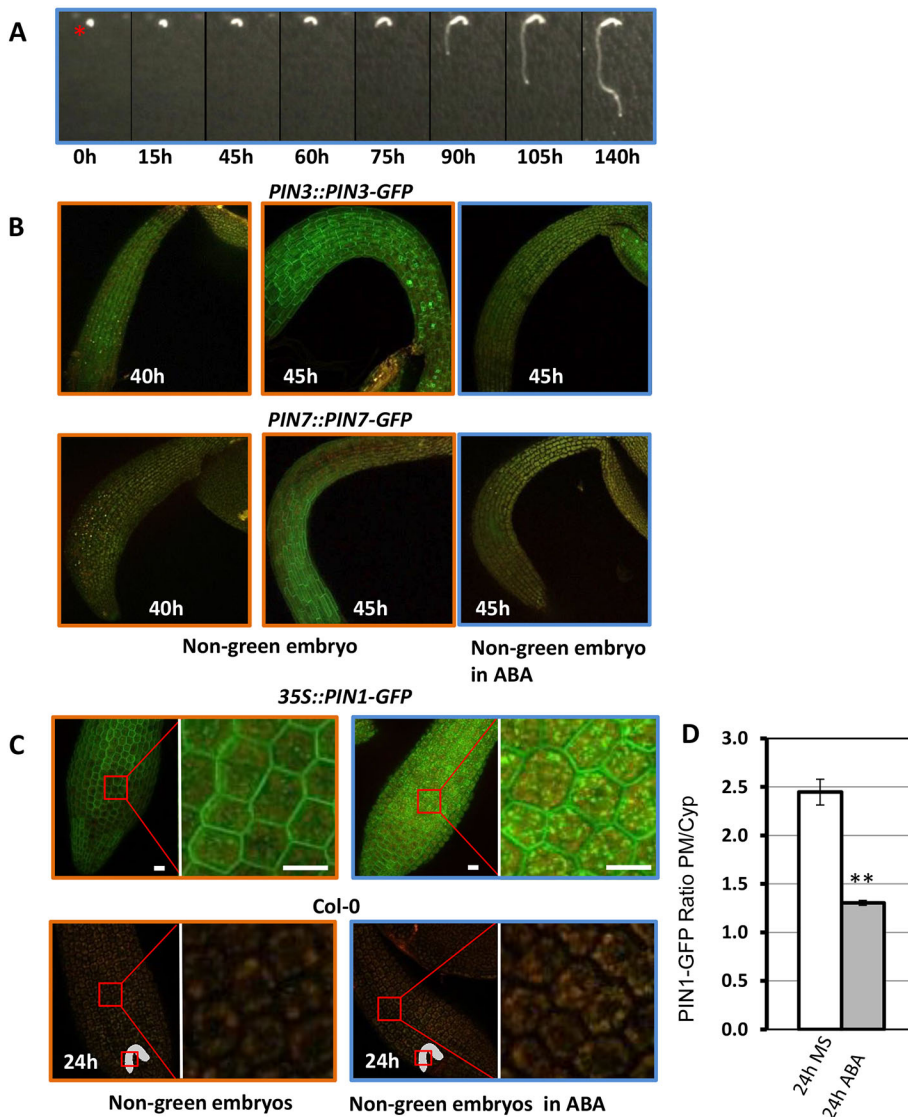 A
*
0h 15h 45h 60h 75h 90h 105h 140h
PIN3::PIN3-GFP
B
40h 45h 45h
PIN7::PIN7-GFP
40h 45h 45h
Non-green embryo
Non-green embryo
in ABA
35S::PIN1-GFP
C
Col-0
24h 24h
Non-green embryos Non-green embryos in ABA
D
PIN1-GFP Ratio PM/Cyp
3.0
2.5
2.0
1.5
1.0
0.5
0.0
**
24h MS
24h ABA